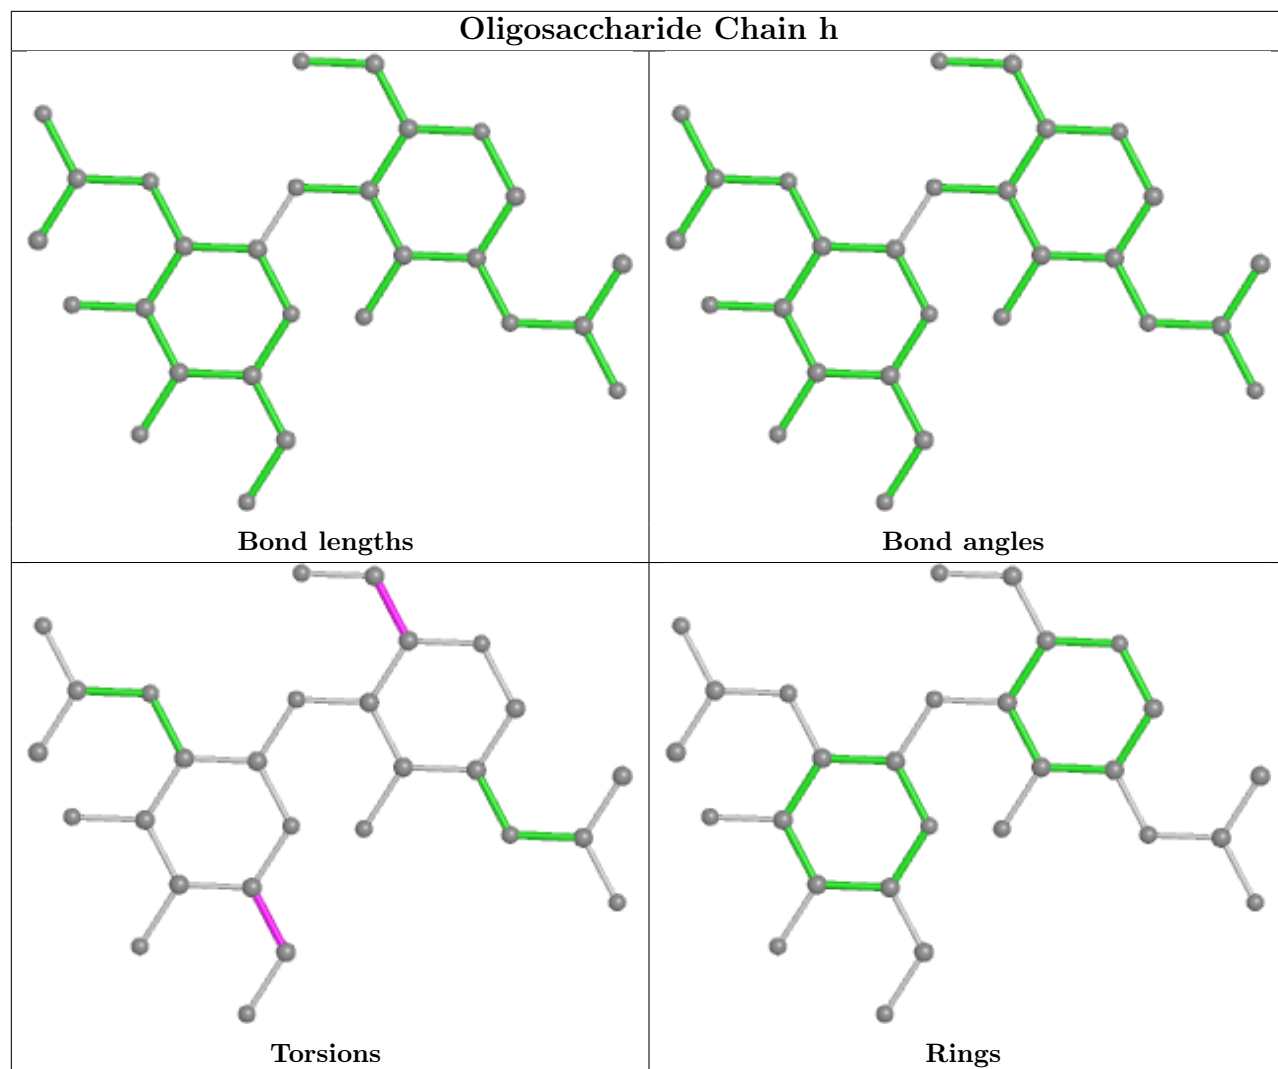 Oligosaccharide Chain h
Bond lengths
Bond angles
Torsions
Rings